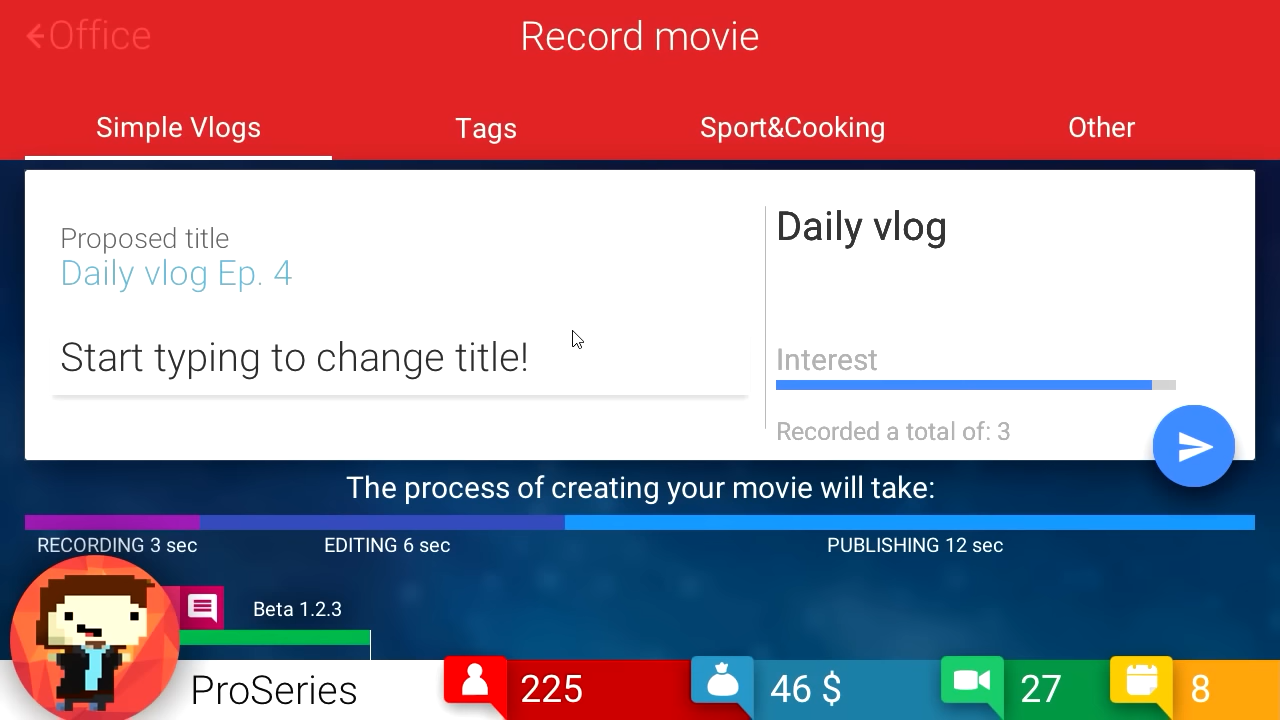 Office
Record movie
Simple Vlogs
Tags
Sport&Cooking
Other
Proposed title
Daily vlog Ep. 4
Start typing to change title!
Daily vlog
Interest
Recorded a total of: 3
The process of creating your movie will take:
RECORDING 3 sec
EDITING 6 sec
PUBLISHING 12 sec
Beta 1.2.3
ProSeries
225
46 $
27
8